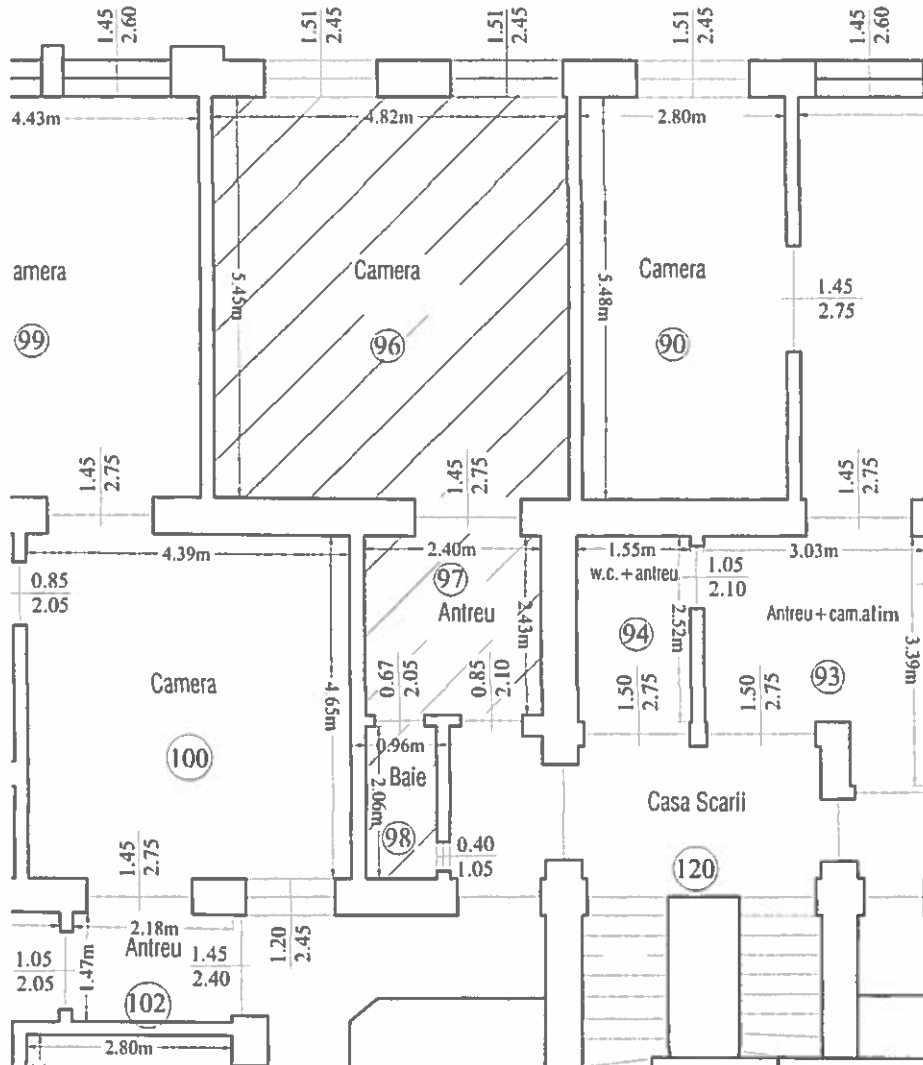 1.45
2.60
1.51
2.45
1.51
2.45
1.51
2.45
1.45
2.60
4.43m
4.82m
2.80m
amera
99
5.45m
Camera
96
5.48m
Camera
90
1.45
2.75
1.45
2.75
1.45
2.75
1.45
2.75
4.39m
2.40m
1.55m
3.03m
0.85
2.05
97
Antreu
2.43m
w.c.+antreu
1.05
2.10
94
2.52m
Antreu+cam.alim
93
3.39m
Camera
100
4.65m
0.67
2.05
0.85
2.10
1.50
2.75
1.50
2.75
0.96m
Baie
2.06m
98
0.40
1.05
Casa Scarii
120
1.45
2.75
2.18m
Antreu
1.47m
1.05
2.05
1.45
2.40
1.20
2.45
102
2.80m